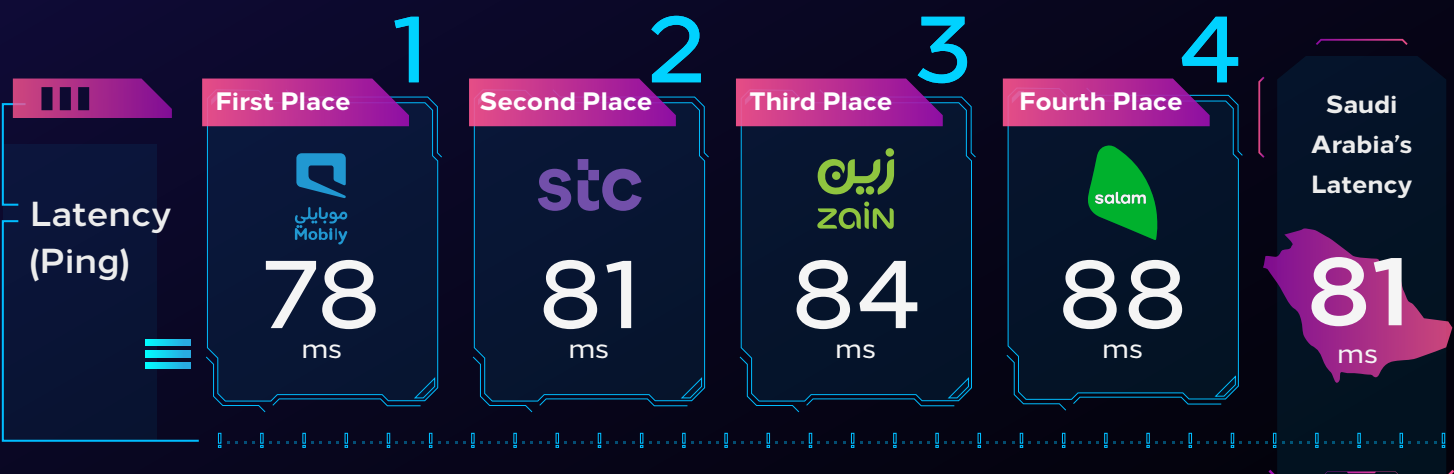 Latency
(Ping)
1
First Place
موبايلي
Mobily
78
ms
2
Second Place
stc
81
ms
3
Third Place
زين
zain
84
ms
4
Fourth Place
salam
88
ms
Saudi
Arabia's
Latency
81
ms